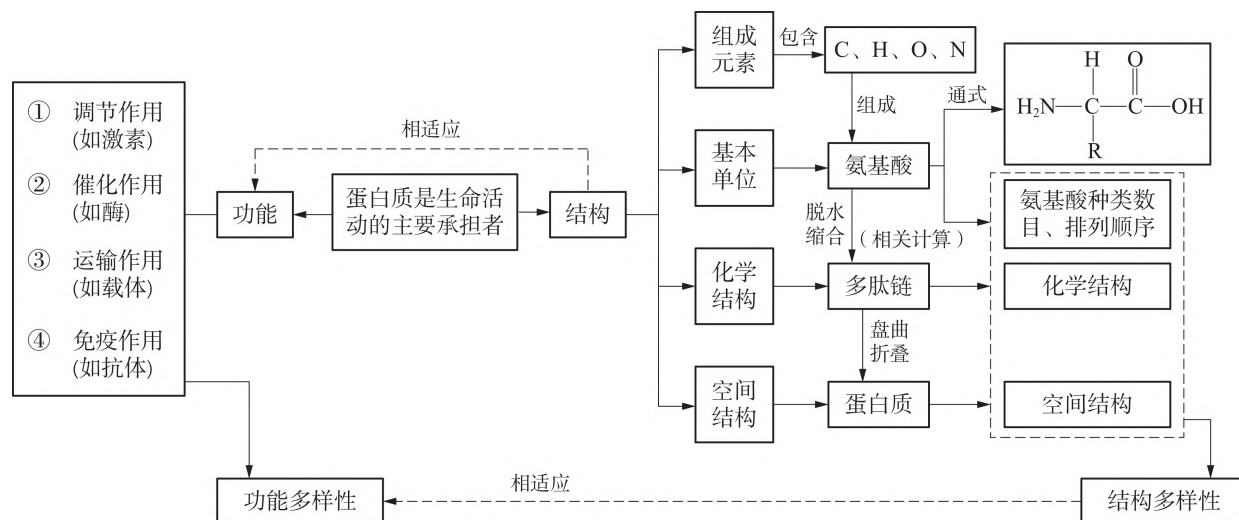 ① 调节作用
(如激素)
② 催化作用
(如酶)
③ 运输作用
(如载体)
④ 免疫作用
(如抗体)
功能
蛋白质是生命活
动的主要承担者
结构
相适应
组成
元素
包含
C、H、O、N
组成
基本
单位
氨基酸
通式
H O
H₂N—C—C—OH
R
脱水
缩合
(相关计算)
氨基酸种类数
目、排列顺序
化学
结构
多肽链
化学结构
盘曲
折叠
空间
结构
蛋白质
空间结构
功能多样性
相适应
结构多样性